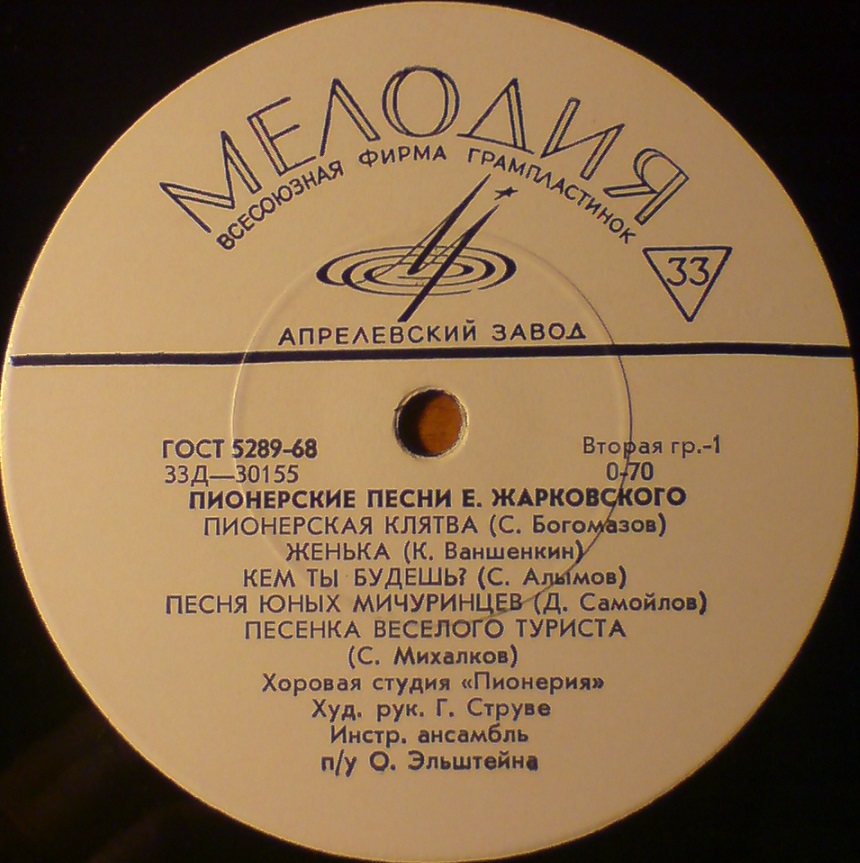 МЕЛОДИЯ
ВСЕСОЮЗНАЯ ФИРМА ГРАМПЛАСТИНОК
33
АПРЕЛЕВСКИЙ ЗАВОД
ГОСТ 5289-68 Вторая гр.-1
33Д—30155 0-70
ПИОНЕРСКИЕ ПЕСНИ Е. ЖАРКОВСКОГО
ПИОНЕРСКАЯ КЛЯТВА (С. Богомазов)
ЖЕНЬКА (К. Ваншенкин)
КЕМ ТЫ БУДЕШЬ? (С. Алымов)
ПЕСНЯ ЮНЫХ МИЧУРИНЦЕВ (Д. Самойлов)
ПЕСЕНКА ВЕСЕЛОГО ТУРИСТА
(С. Михалков)
Хоровая студия «Пионерия»
Худ. рук. Г. Струве
Инстр. ансамбль
п/у О. Эльштейна